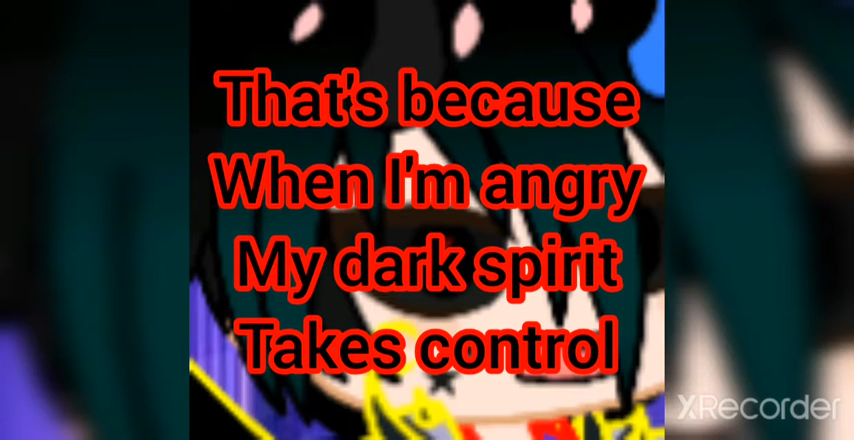 That's because
When I'm angry
My dark spirit
Takes control
XRecorder